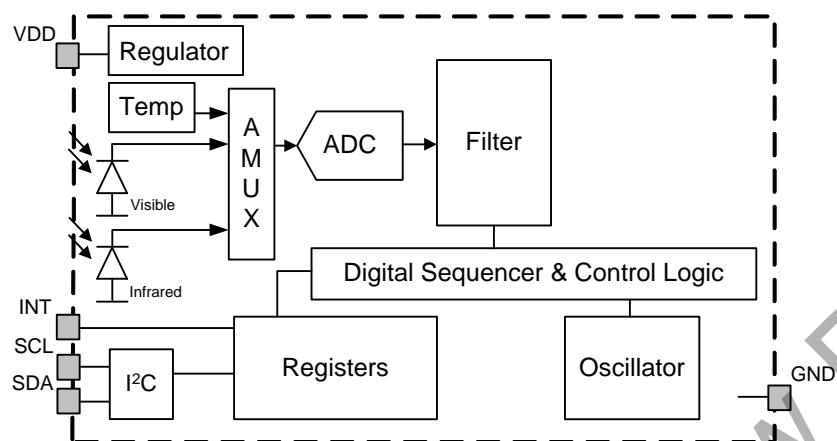 VDD
Regulator
Temp
A
M
U
X
ADC
Filter
Visible
Infrared
Digital Sequencer & Control Logic
INT
SCL
SDA
I²C
Registers
Oscillator
GND